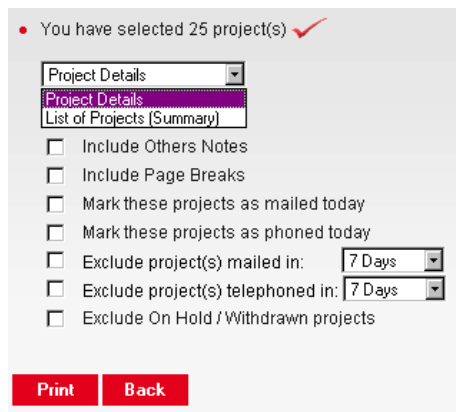 You have selected 25 project(s)
Project Details
Project Details
List of Projects (Summary)
Include Others Notes
Include Page Breaks
Mark these projects as mailed today
Mark these projects as phoned today
Exclude project(s) mailed in: 7 Days
Exclude project(s) telephoned in: 7 Days
Exclude On Hold / Withdrawn projects
Print Back